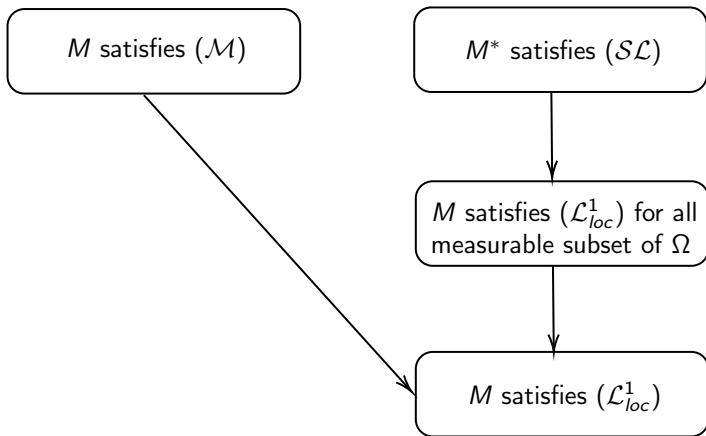 M satisfies (ℳ)
M* satisfies (𝒮ℒ)
M satisfies (ℒ¹_loc) for all
measurable subset of Ω
M satisfies (ℒ¹_loc)